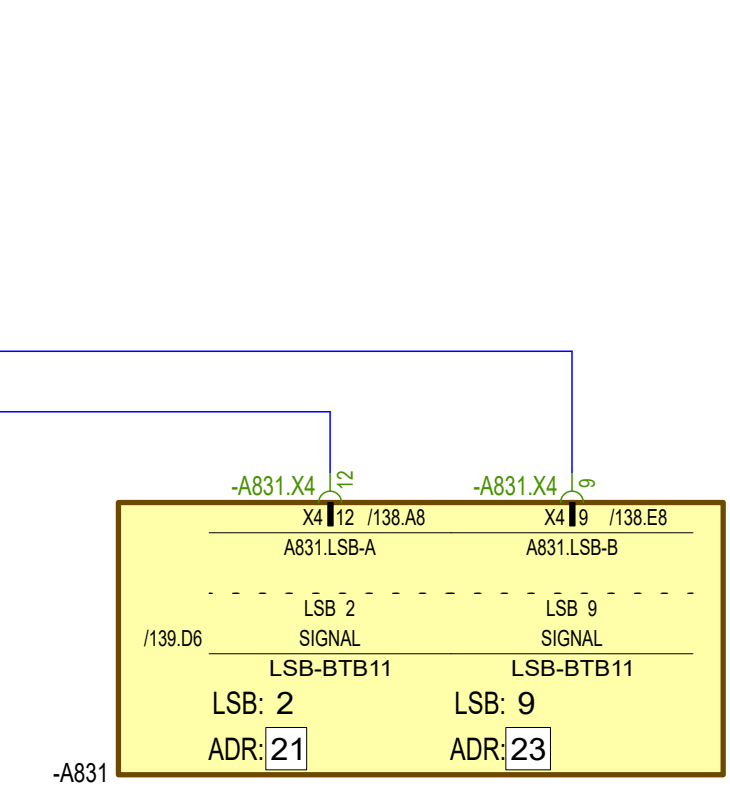 -A831.X4 12 -A831.X4 9
X4 12 /138.A8 X4 9 /138.E8
A831.LSB-A A831.LSB-B
LSB 2 LSB 9
/139.D6 SIGNAL SIGNAL
LSB-BTB11 LSB-BTB11
LSB: 2 LSB: 9
ADR: 21 ADR: 23
-A831